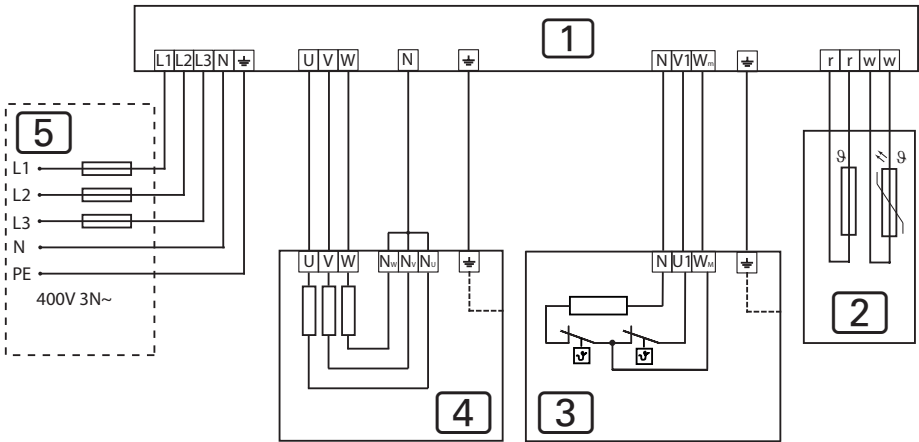 1
L1 L2 L3 N U V W N N V1 Wm r r w w
5
L1
L2
L3
N
PE
400V 3N~
ϑ ϑ
U V W NW NV NU N U1 WM
ϑ ϑ
2
4 3